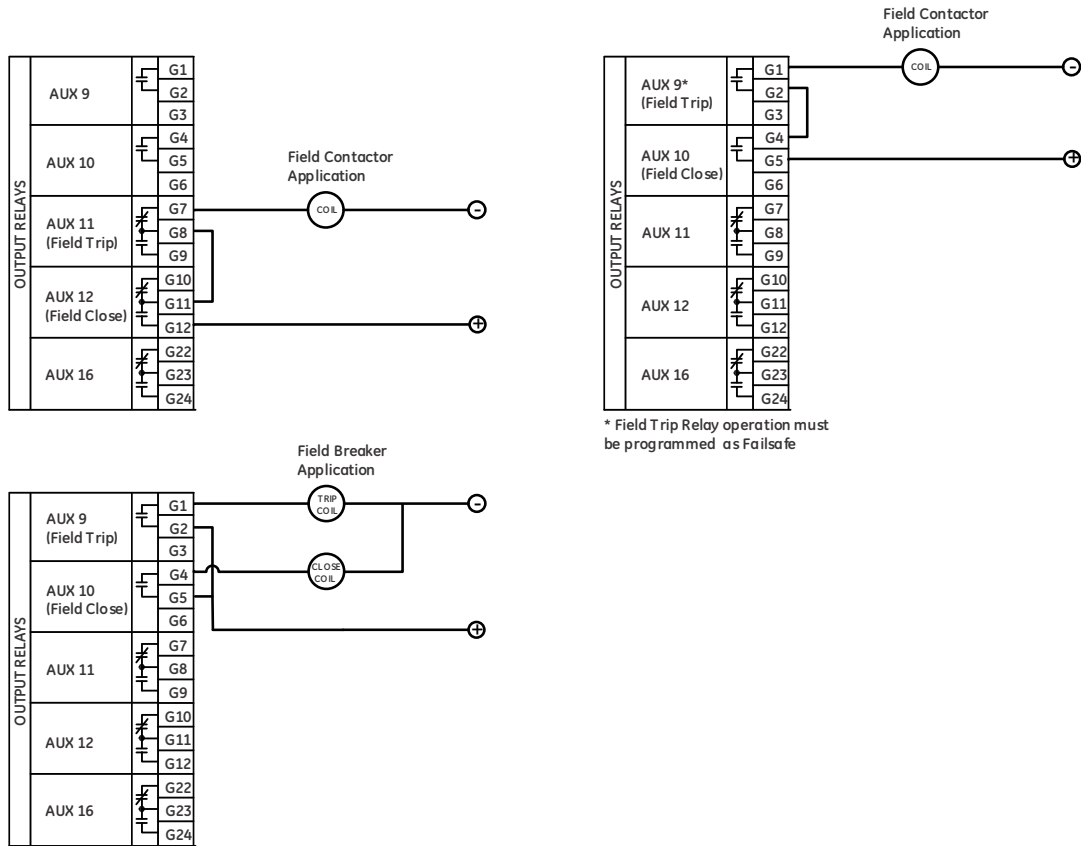 Field Contactor
Application
COIL
-
+
OUTPUT RELAYS
AUX 9
G1
G2
G3
AUX 10
G4
G5
G6
AUX 11
(Field Trip)
G7
G8
G9
AUX 12
(Field Close)
G10
G11
G12
AUX 16
G22
G23
G24
Field Contactor
Application
COIL
-
+
OUTPUT RELAYS
AUX 9*
(Field Trip)
G1
G2
G3
AUX 10
(Field Close)
G4
G5
G6
AUX 11
G7
G8
G9
AUX 12
G10
G11
G12
AUX 16
G22
G23
G24
* Field Trip Relay operation must
be programmed as Failsafe
Field Breaker
Application
TRIP
COIL
-
CLOSE
COIL
+
OUTPUT RELAYS
AUX 9
(Field Trip)
G1
G2
G3
AUX 10
(Field Close)
G4
G5
G6
AUX 11
G7
G8
G9
AUX 12
G10
G11
G12
AUX 16
G22
G23
G24